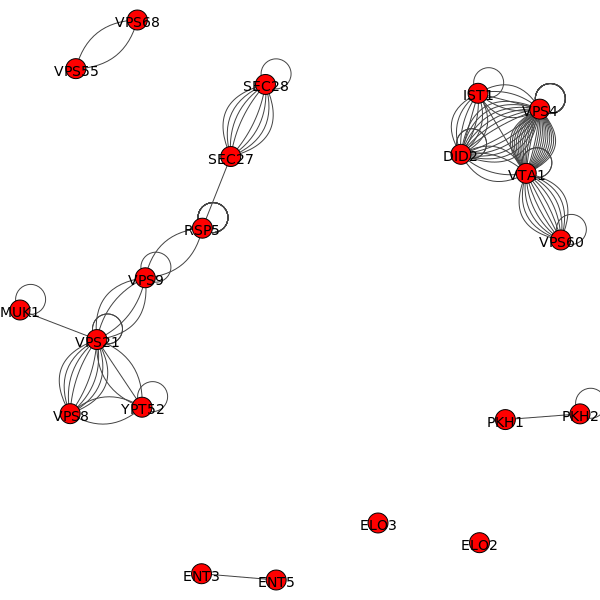 VPS68
VPS55
SEC28
IST1
VPS4
SEC27
DID2
VTA1
RSP5
VPS60
VPS9
MUK1
VPS21
VPS8
YPT52
PKH1
PKH2
ELO3
ELO2
ENT3
ENT5